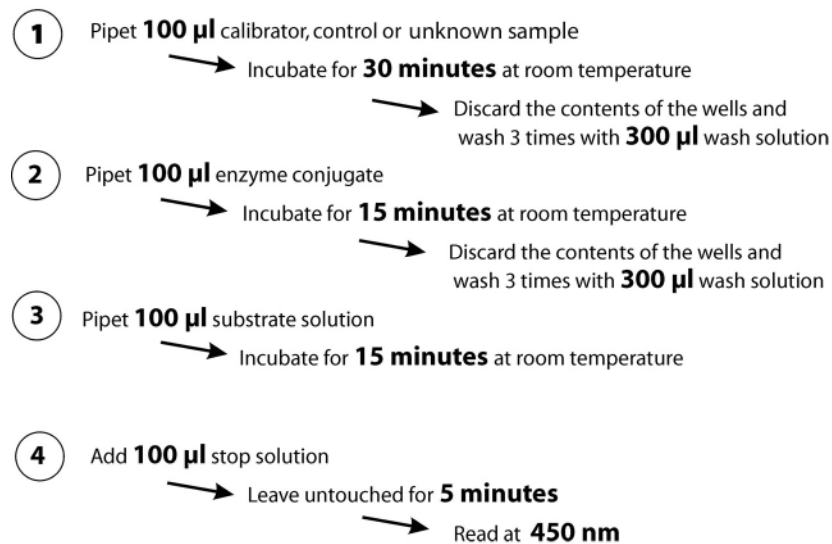 1 Pipet 100 µl calibrator, control or unknown sample
Incubate for 30 minutes at room temperature
Discard the contents of the wells and
wash 3 times with 300 µl wash solution
2 Pipet 100 µl enzyme conjugate
Incubate for 15 minutes at room temperature
Discard the contents of the wells and
wash 3 times with 300 µl wash solution
3 Pipet 100 µl substrate solution
Incubate for 15 minutes at room temperature
4 Add 100 µl stop solution
Leave untouched for 5 minutes
Read at 450 nm